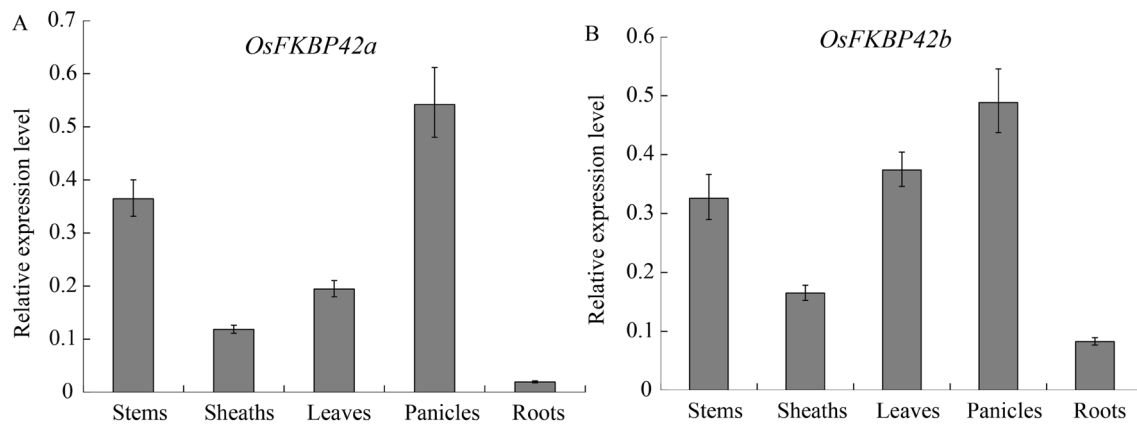 A
OsFKBP42a
Relative expression level
0.7
0.6
0.5
0.4
0.3
0.2
0.1
0
Stems Sheaths Leaves Panicles Roots
B
OsFKBP42b
Relative expression level
0.6
0.5
0.4
0.3
0.2
0.1
0
Stems Sheaths Leaves Panicles Roots